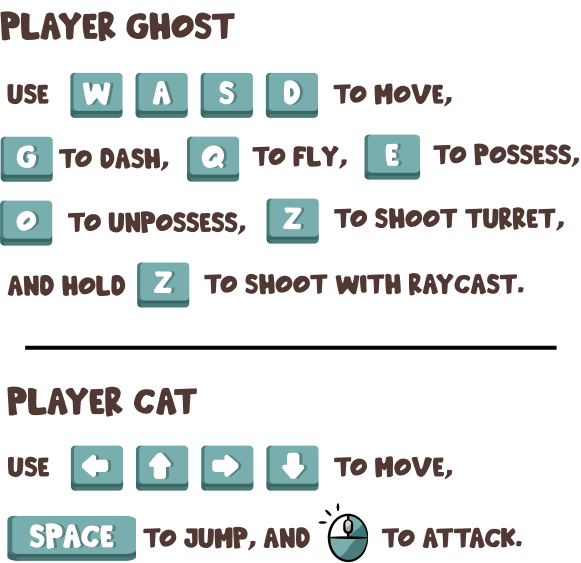 PLAYER GHOST
USE W A S D TO MOVE,
G TO DASH, Q TO FLY, E TO POSSESS,
O TO UNPOSSESS, Z TO SHOOT TURRET,
AND HOLD Z TO SHOOT WITH RAYCAST.
PLAYER CAT
USE ← ↑ → ↓ TO MOVE,
SPACE TO JUMP, AND TO ATTACK.